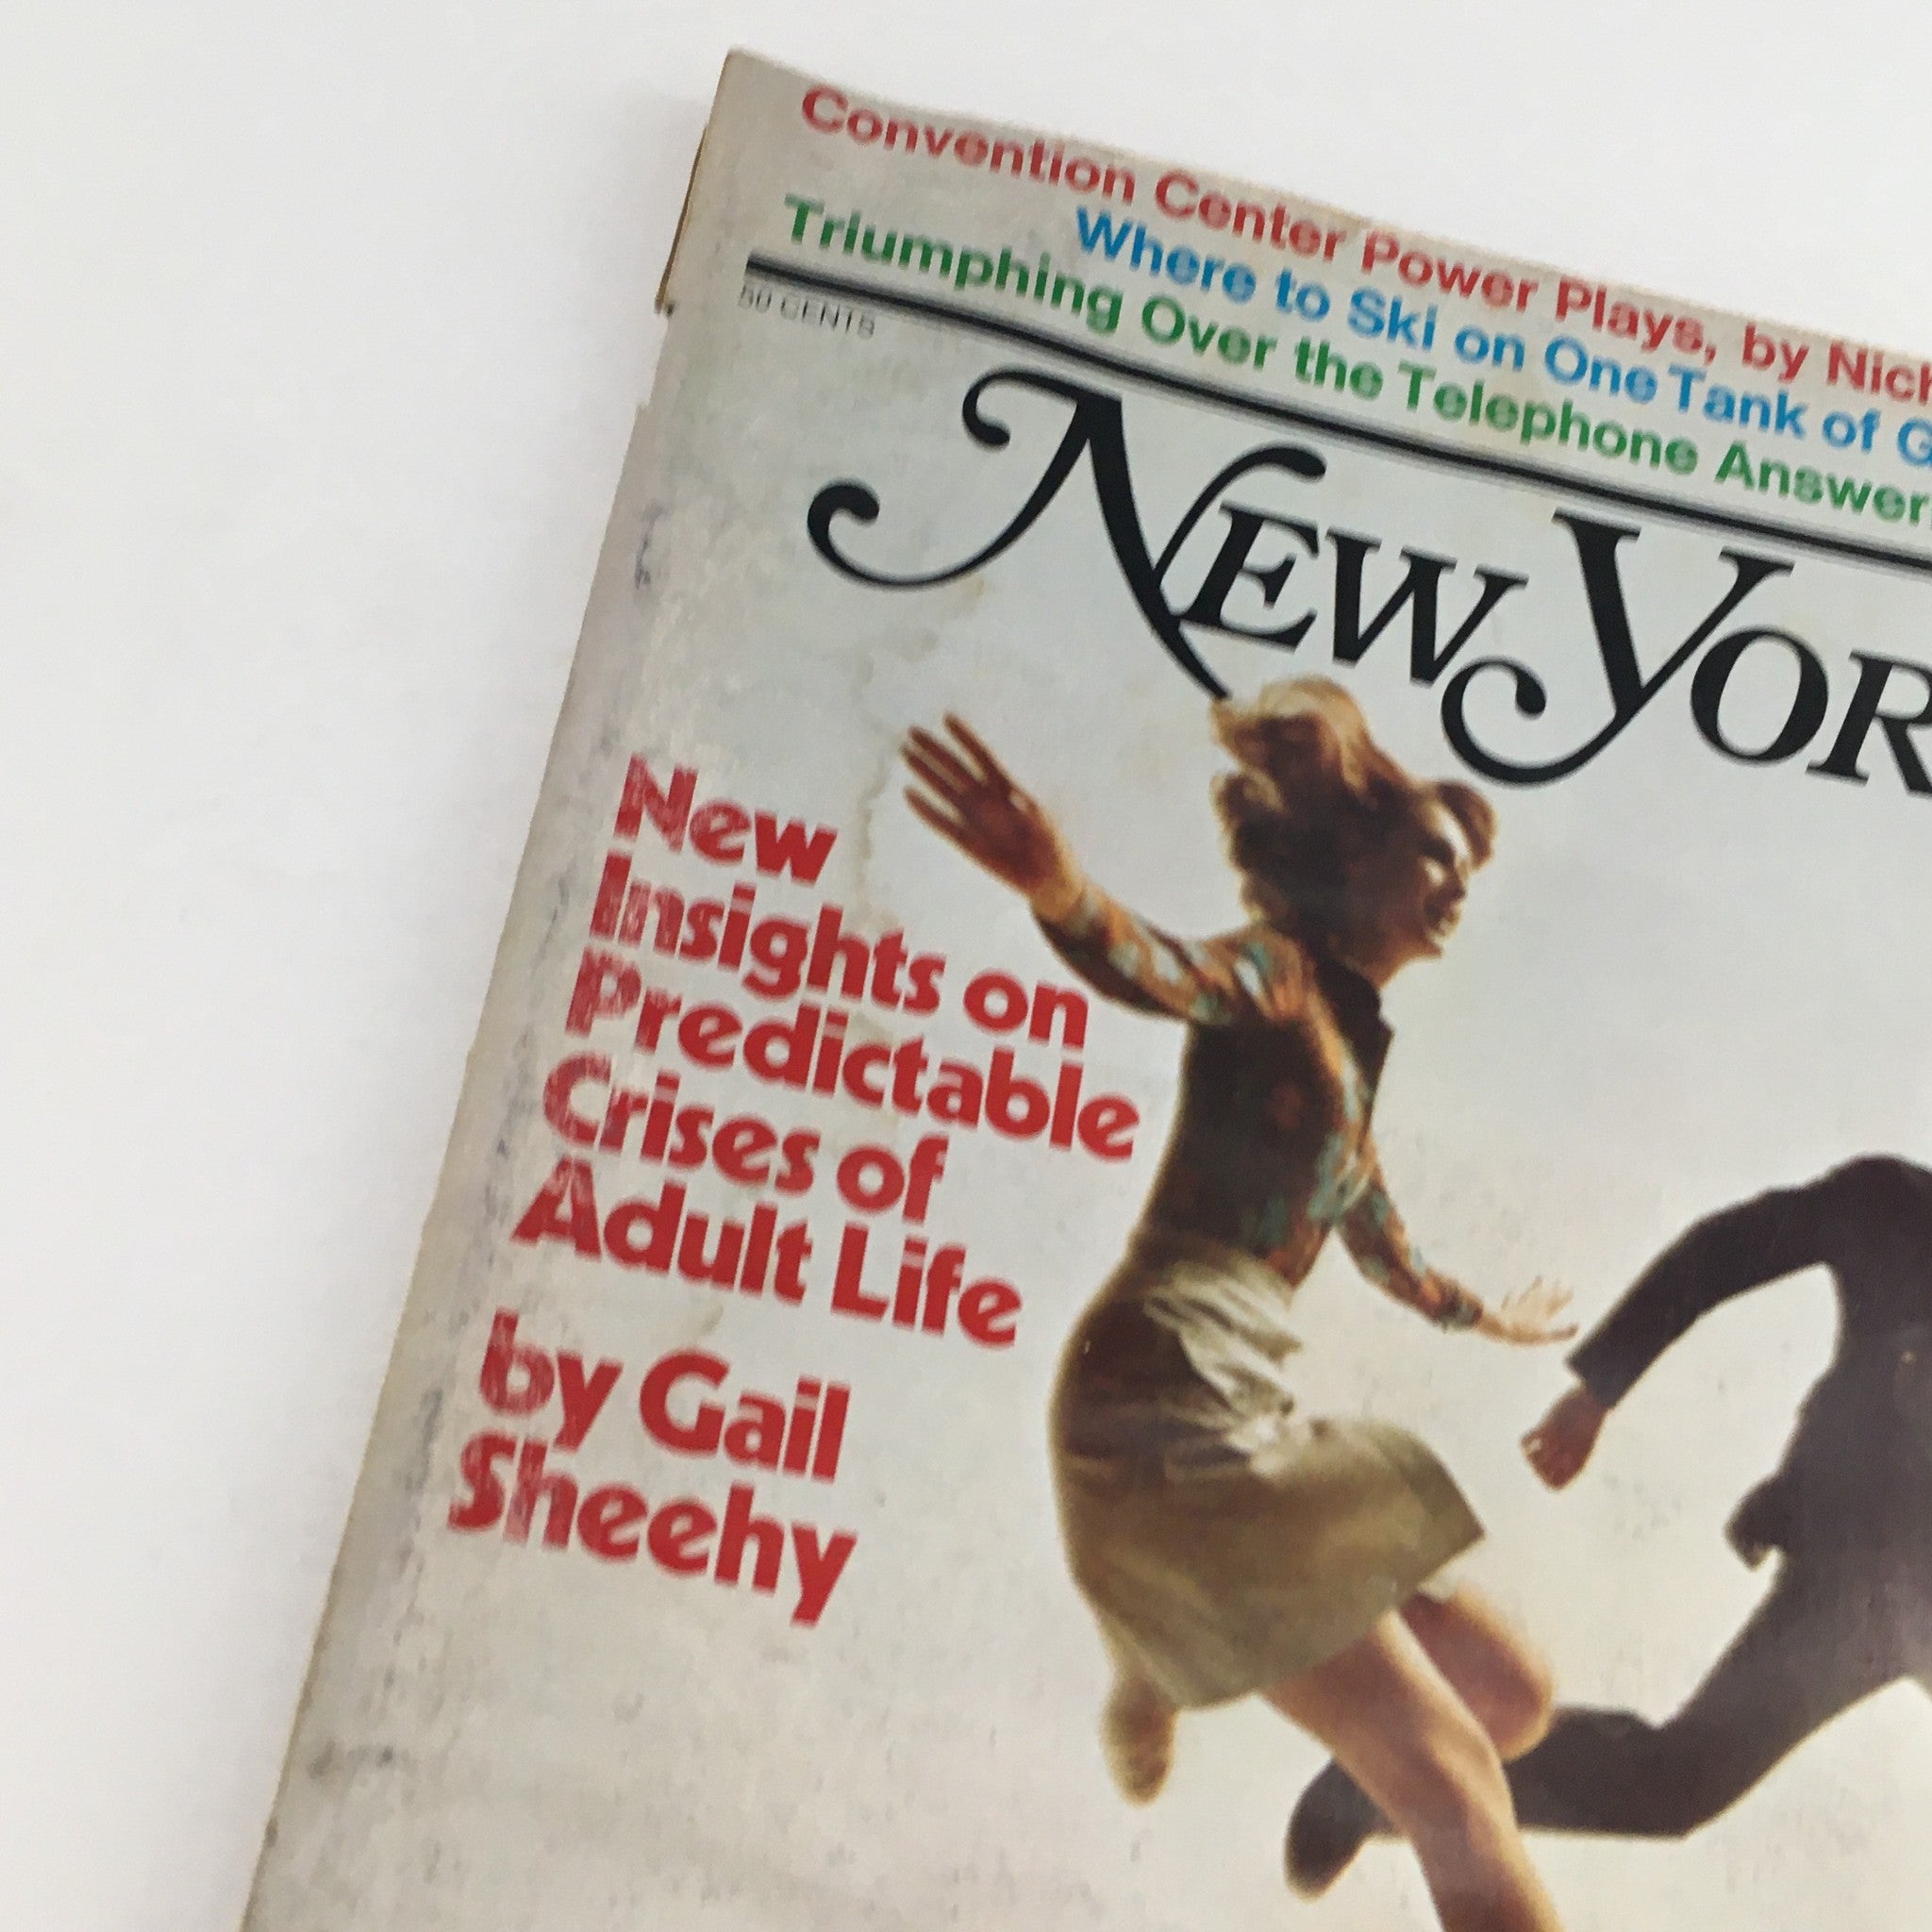 Convention Center Power Plays, by Nich
Where to Ski on One Tank of G
Triumphing Over the Telephone Answer
50 CENTS
NEW YOR
New
Insights on
Predictable
Crises of
Adult Life
by Gail
Sheehy